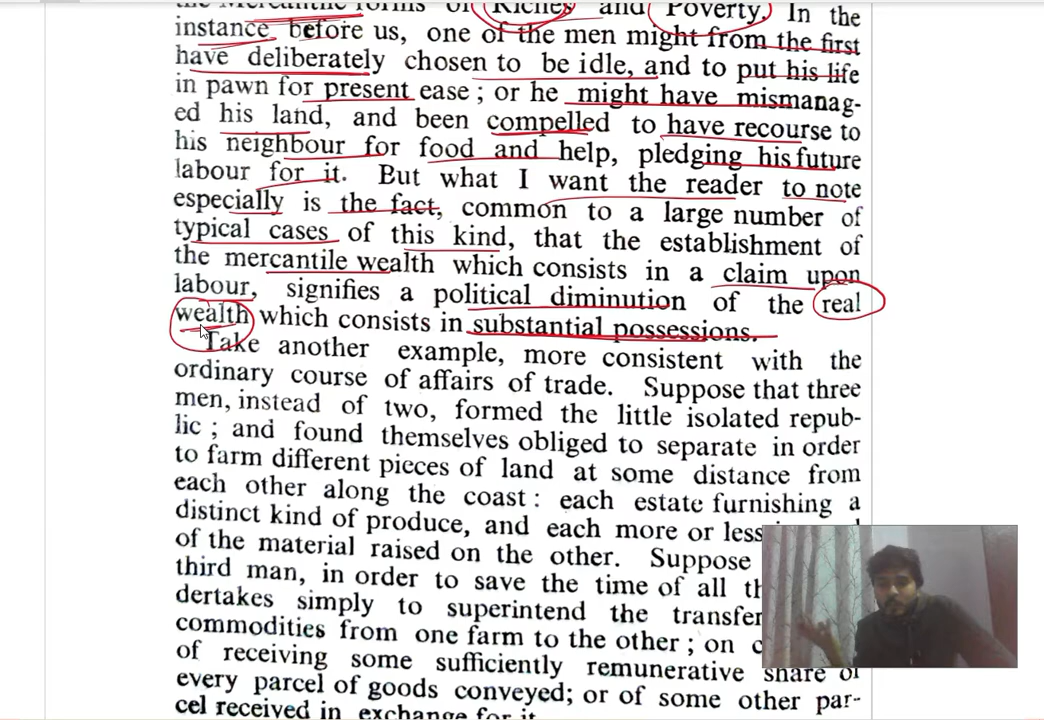 the Mercantile forms of Riches and Poverty. In the
instance before us, one of the men might from the first
have deliberately chosen to be idle, and to put his life
in pawn for present ease ; or he might have mismanag-
ed his land, and been compelled to have recourse to
his neighbour for food and help, pledging his future
labour for it. But what I want the reader to note
especially is the fact, common to a large number of
typical cases of this kind, that the establishment of
the mercantile wealth which consists in a claim upon
labour, signifies a political diminution of the real
wealth which consists in substantial possessions.
Take another example, more consistent with the
ordinary course of affairs of trade. Suppose that three
men, instead of two, formed the little isolated repub-
lic ; and found themselves obliged to separate in order
to farm different pieces of land at some distance from
each other along the coast : each estate furnishing a
distinct kind of produce, and each more or less
of the material raised on the other. Suppose
third man, in order to save the time of all
dertakes simply to superintend the transfer
commodities from one farm to the other ; on
of receiving some sufficiently remunerative share of
every parcel of goods conveyed; or of some other par-
cel received in exchange for it